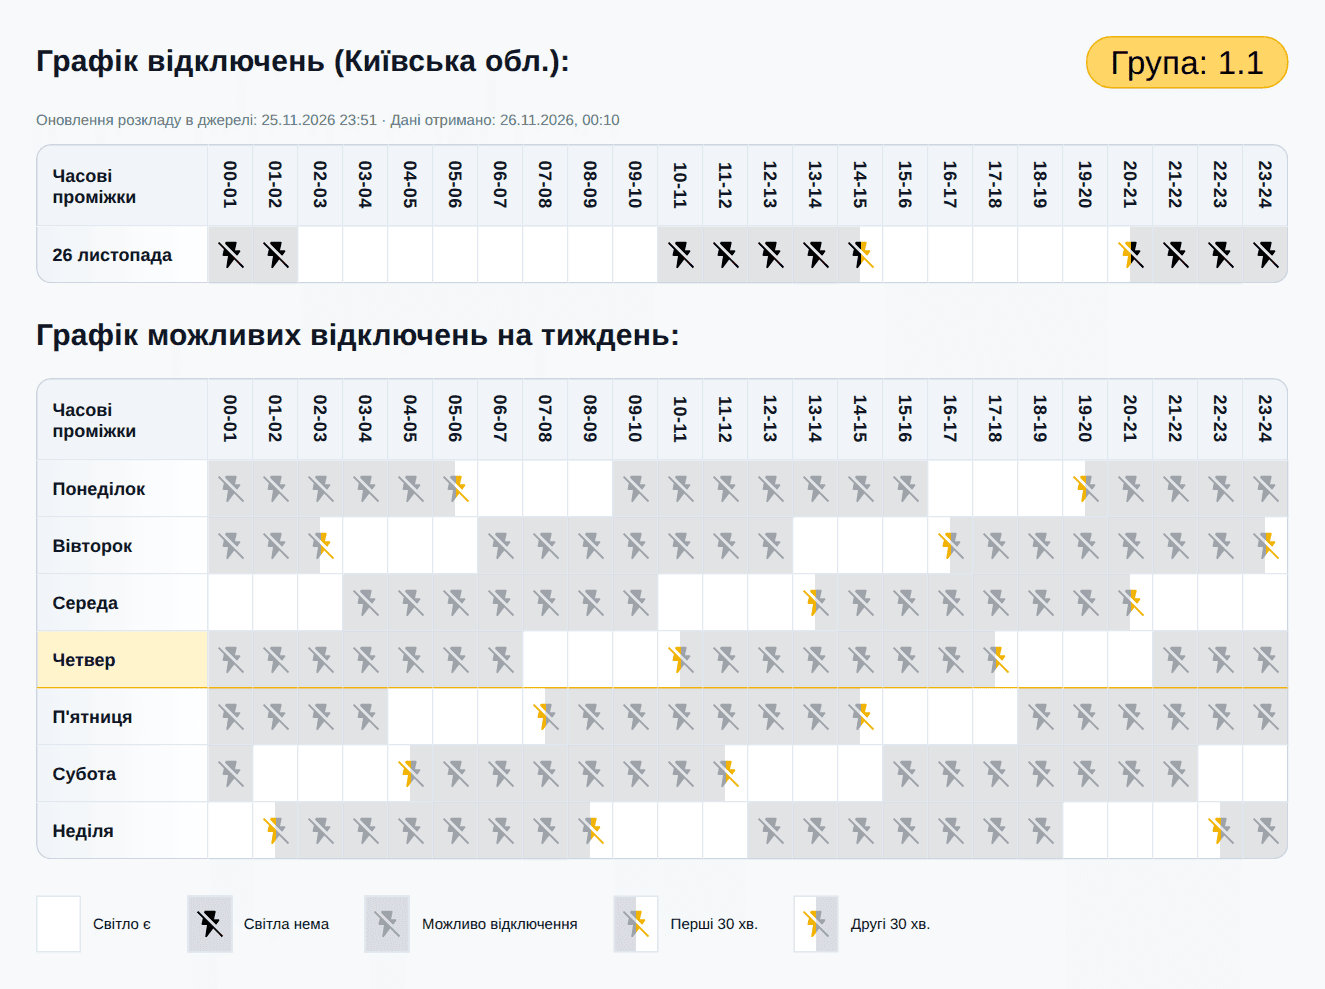 Графік відключень (Київська обл.):
Група: 1.1
Оновлення розкладу в джерелі: 25.11.2026 23:51 · Дані отримано: 26.11.2026, 00:10
Часові проміжки 00-01 01-02 02-03 03-04 04-05 05-06 06-07 07-08 08-09 09-10 10-11 11-12 12-13 13-14 14-15 15-16 16-17 17-18 18-19 19-20 20-21 21-22 22-23 23-24
26 листопада
Графік можливих відключень на тиждень:
Часові проміжки 00-01 01-02 02-03 03-04 04-05 05-06 06-07 07-08 08-09 09-10 10-11 11-12 12-13 13-14 14-15 15-16 16-17 17-18 18-19 19-20 20-21 21-22 22-23 23-24
Понеділок
Вівторок
Середа
Четвер
П'ятниця
Субота
Неділя
Світло є Світла нема Можливо відключення Перші 30 хв. Другі 30 хв.